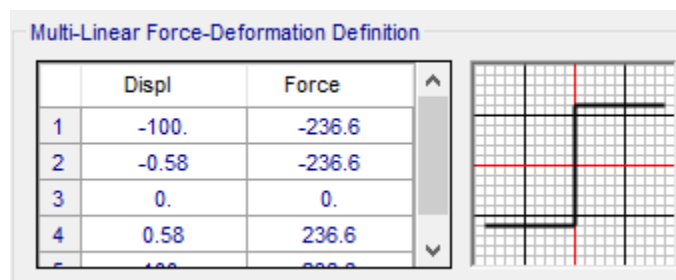 Multi-Linear Force-Deformation Definition
Displ Force
1 -100. -236.6
2 -0.58 -236.6
3 0. 0.
4 0.58 236.6